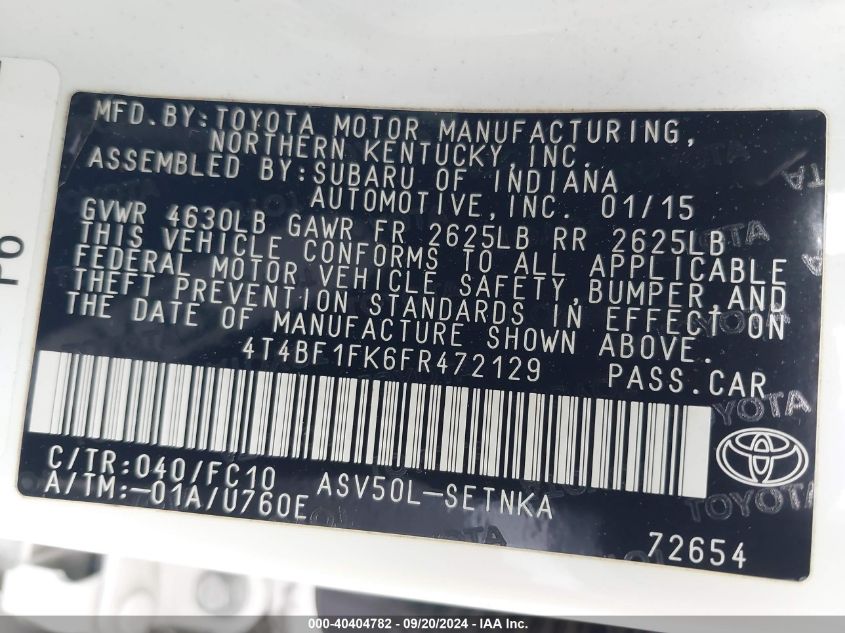 MFD. BY: TOYOTA MOTOR MANUFACTURING,
NORTHERN KENTUCKY, INC.
ASSEMBLED BY: SUBARU OF INDIANA
AUTOMOTIVE, INC. 01/15
GVWR 4630LB GAWR FR 2625LB RR 2625LB
THIS VEHICLE CONFORMS TO ALL APPLICABLE
FEDERAL MOTOR VEHICLE SAFETY, BUMPER, AND
THEFT PREVENTION STANDARDS IN EFFECT ON
THE DATE OF MANUFACTURE SHOWN ABOVE.
4T4BF1FK6FR472129 PASS.CAR
C/TR:040/FC10 ASV50L-SETNKA
A/TM:-01A/U760E
TOYOTA
72654
000-40404782 - 09/20/2024 - IAAI.COM